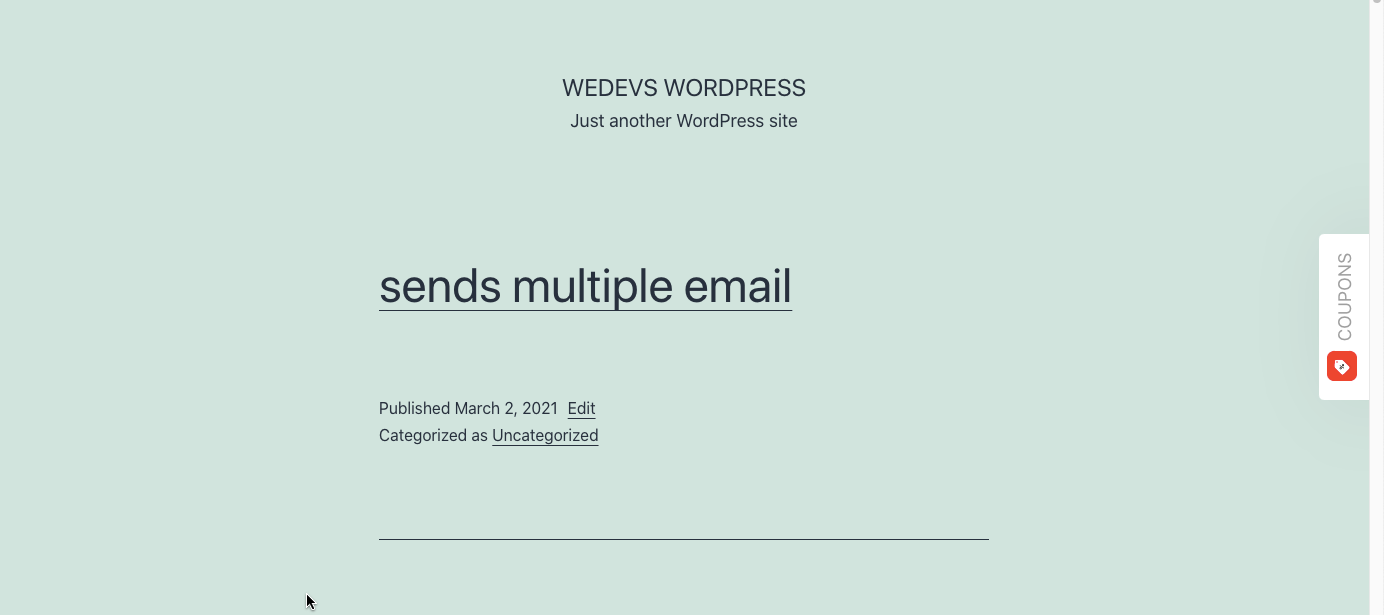 WEDEVS WORDPRESS
Just another WordPress site
sends multiple email
COUPONS
Published March 2, 2021 Edit
Categorized as Uncategorized